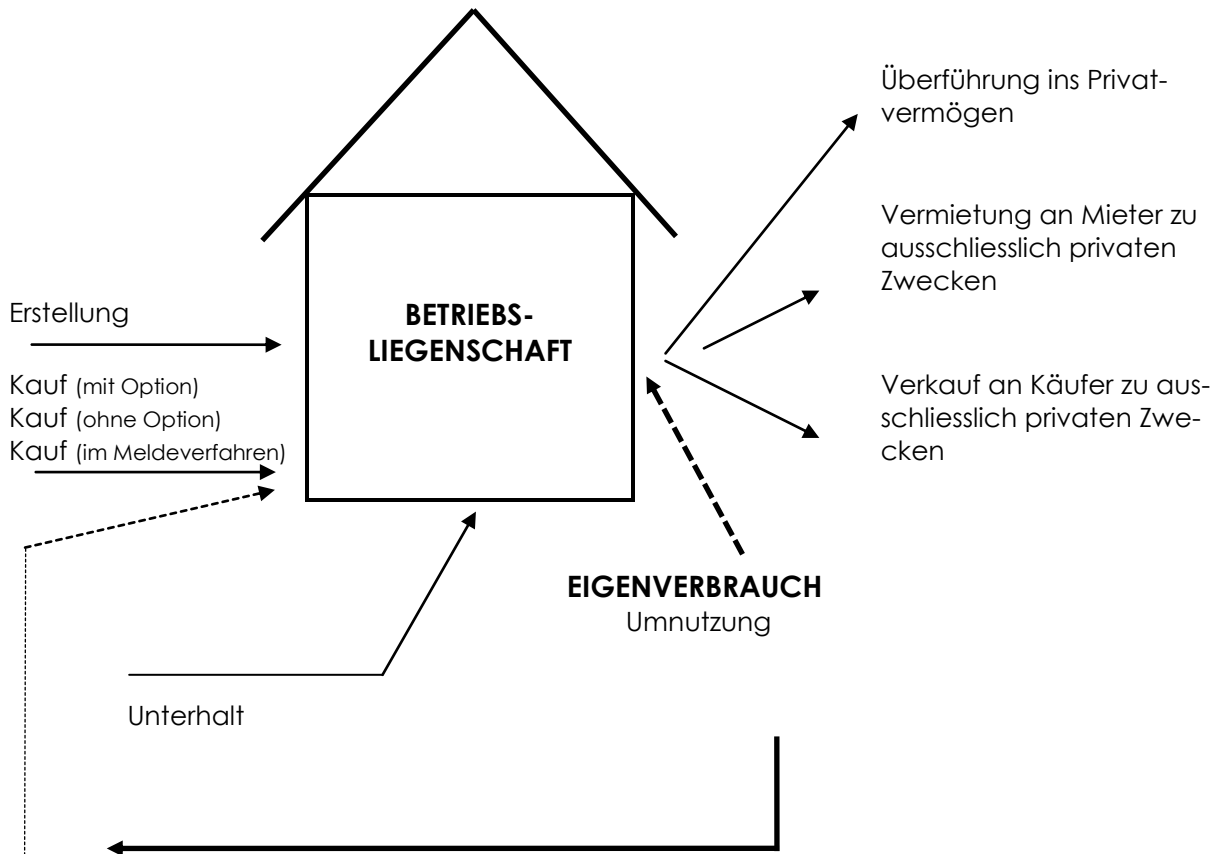 Überführung ins Privat-
vermögen
Vermietung an Mieter zu
ausschliesslich privaten
Zwecken
Erstellung
BETRIEBS-
LIEGENSCHAFT
Kauf (mit Option)
Kauf (ohne Option)
Kauf (im Meldeverfahren)
Verkauf an Käufer zu aus-
schliesslich privaten Zwe-
cken
EIGENVERBRAUCH
Umnutzung
Unterhalt